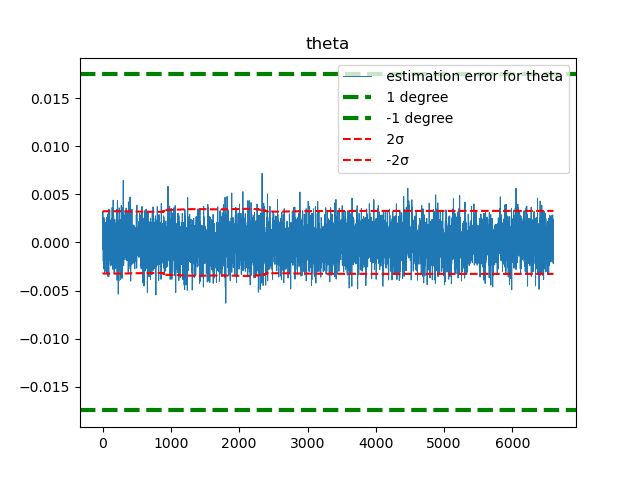 theta
estimation error for theta
1 degree
-1 degree
2σ
-2σ
0.015
0.010
0.005
0.000
−0.005
−0.010
−0.015
0 1000 2000 3000 4000 5000 6000